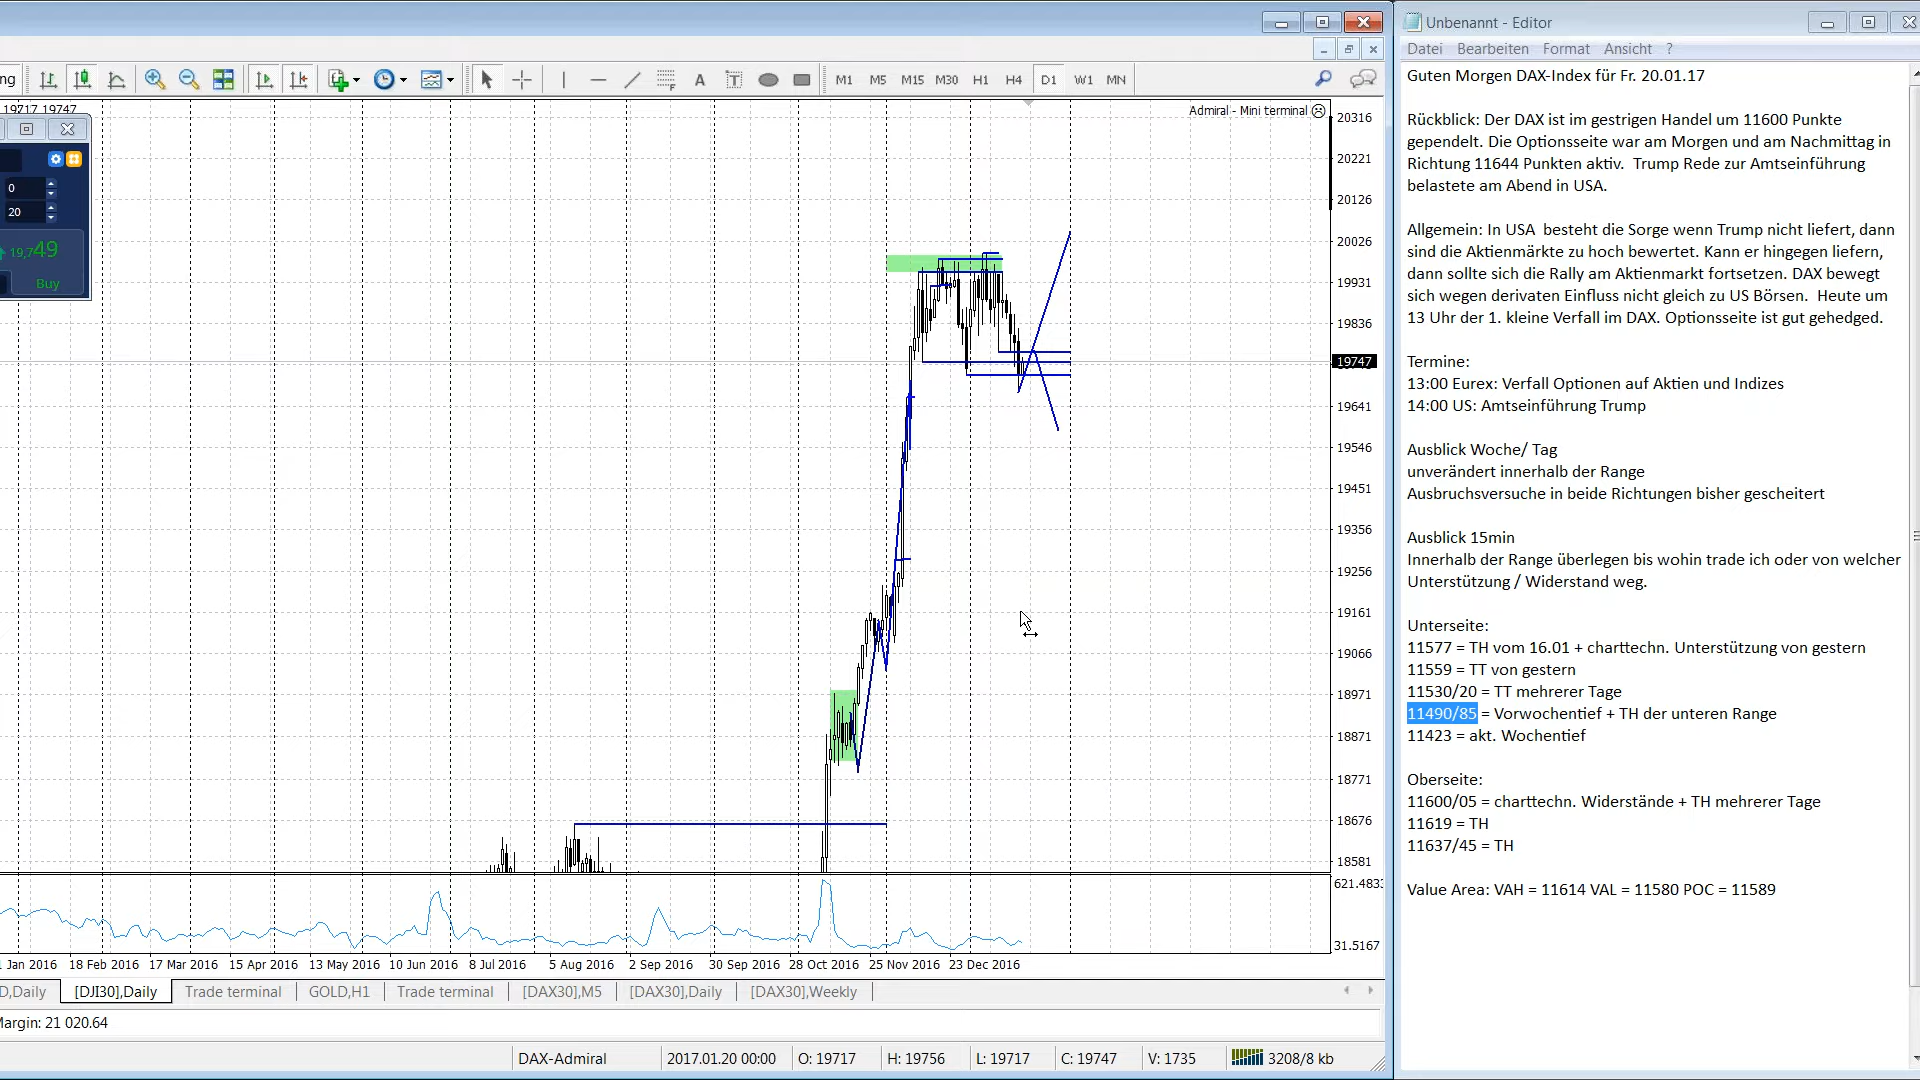 Unbenannt - Editor
ng
M1 M5 M15 M30 H1 H4 D1 W1 MN
Datei Bearbeiten Format Ansicht ?
19717 19747
Admiral - Mini terminal
0
20
19,749
Buy
20316
20221
20126
20026
19931
19836
19747
19641
19546
19451
19356
19256
19161
19066
18971
18871
18771
18676
18581
621.483
31.5167
Jan 2016 18 Feb 2016 17 Mar 2016 15 Apr 2016 13 May 2016 10 Jun 2016 8 Jul 2016 5 Aug 2016 2 Sep 2016 30 Sep 2016 28 Oct 2016 25 Nov 2016 23 Dec 2016
D,Daily [DJI30],Daily Trade terminal GOLD,H1 Trade terminal [DAX30],M5 [DAX30],Daily [DAX30],Weekly
Margin: 21 020.64
DAX-Admiral 2017.01.20 00:00 O: 19717 H: 19756 L: 19717 C: 19747 V: 1735 3208/8 kb
Guten Morgen DAX-Index für Fr. 20.01.17
Rückblick: Der DAX ist im gestrigen Handel um 11600 Punkte
gependelt. Die Optionsseite war am Morgen und am Nachmittag in
Richtung 11644 Punkten aktiv. Trump Rede zur Amtseinführung
belastete am Abend in USA.
Allgemein: In USA besteht die Sorge wenn Trump nicht liefert, dann
sind die Aktienmärkte zu hoch bewertet. Kann er hingegen liefern,
dann sollte sich die Rally am Aktienmarkt fortsetzen. DAX bewegt
sich wegen derivaten Einfluss nicht gleich zu US Börsen. Heute um
13 Uhr der 1. kleine Verfall im DAX. Optionsseite ist gut gehedged.
Termine:
13:00 Eurex: Verfall Optionen auf Aktien und Indizes
14:00 US: Amtseinführung Trump
Ausblick Woche/ Tag
unverändert innerhalb der Range
Ausbruchsversuche in beide Richtungen bisher gescheitert
Ausblick 15min
Innerhalb der Range überlegen bis wohin trade ich oder von welcher
Unterstützung / Widerstand weg.
Unterseite:
11577 = TH vom 16.01 + charttechn. Unterstützung von gestern
11559 = TT von gestern
11530/20 = TT mehrerer Tage
11490/85 = Vorwochentief + TH der unteren Range
11423 = akt. Wochentief
Oberseite:
11600/05 = charttechn. Widerstände + TH mehrerer Tage
11619 = TH
11637/45 = TH
Value Area: VAH = 11614 VAL = 11580 POC = 11589